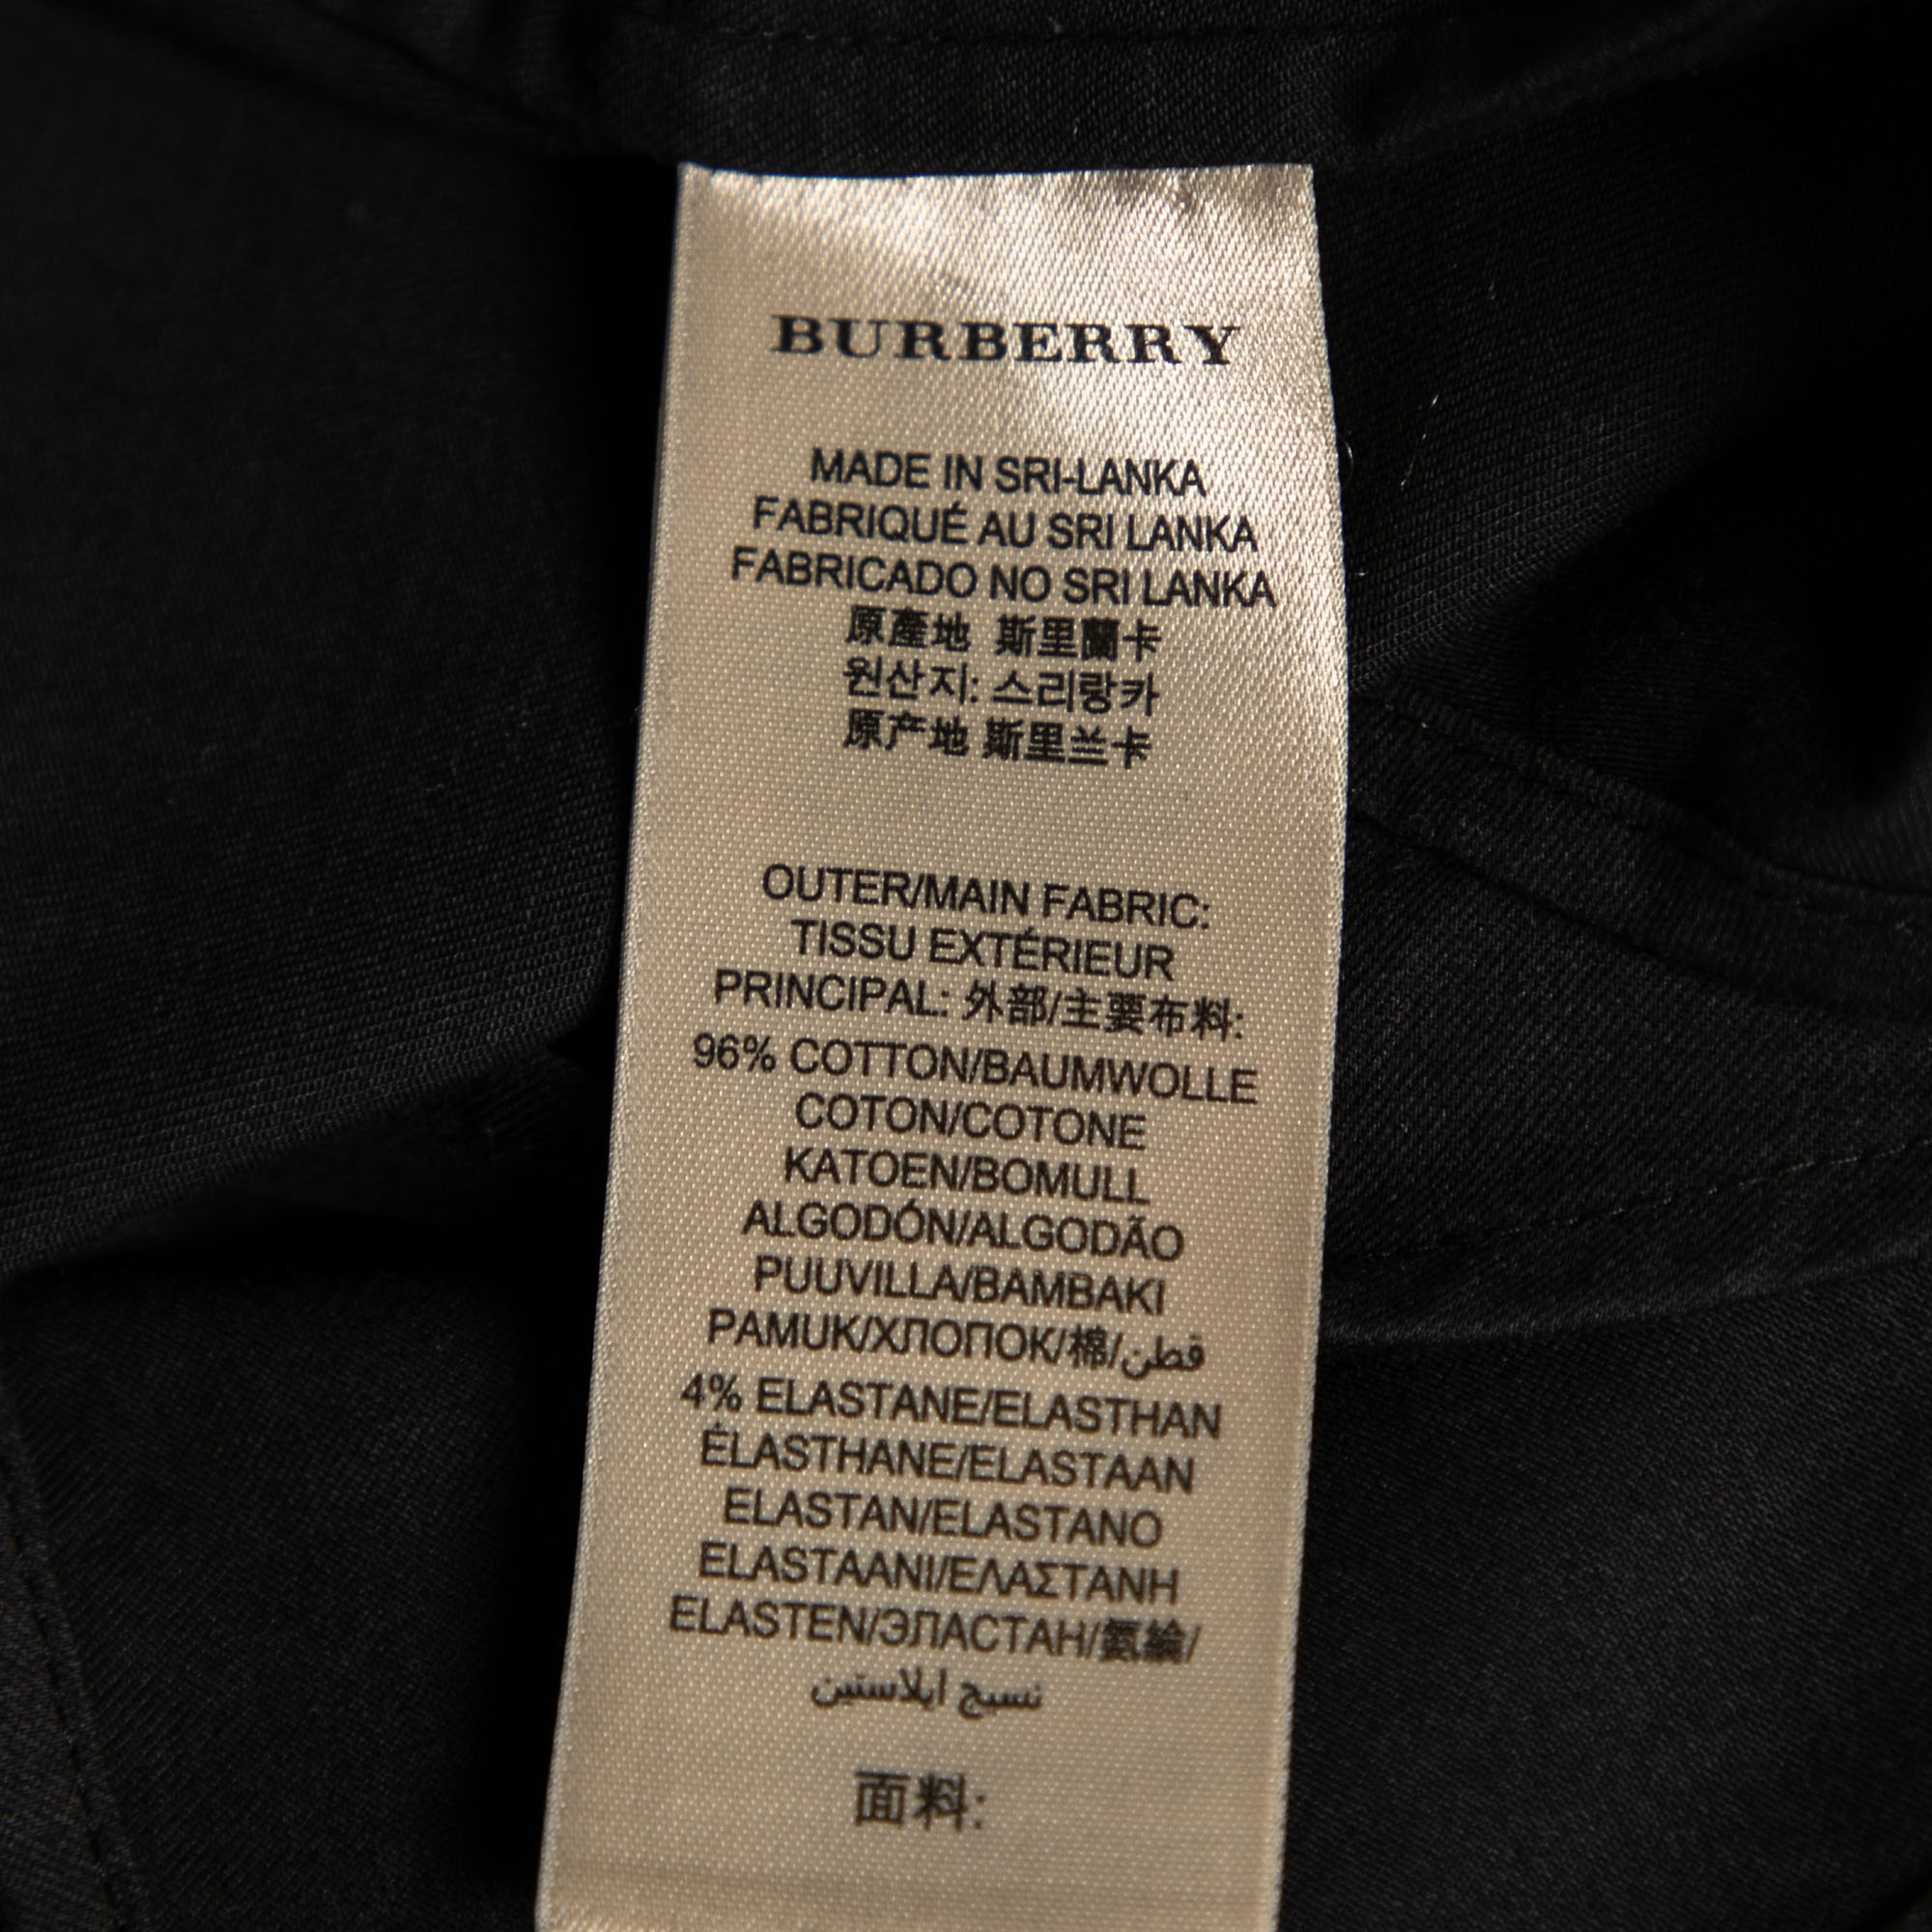 BURBERRY
MADE IN SRI-LANKA
FABRIQUÉ AU SRI LANKA
FABRICADO NO SRI LANKA
原產地 斯里蘭卡
원산지: 스리랑카
原产地 斯里兰卡
OUTER/MAIN FABRIC:
TISSU EXTÉRIEUR
PRINCIPAL: 外部/主要布料:
96% COTTON/BAUMWOLLE
COTON/COTONE
KATOEN/BOMULL
ALGODÓN/ALGODÃO
PUUVILLA/BAMBAKI
PAMUK/ХЛОПОК/棉/قطن
4% ELASTANE/ELASTHAN
ÉLASTHANE/ELASTAAN
ELASTAN/ELASTANO
ELASTAANI/ΕΛΑΣΤΑΝΗ
ELASTEN/ЭЛАСТАН/氨綸/
نسيج ايلاستين
面料: